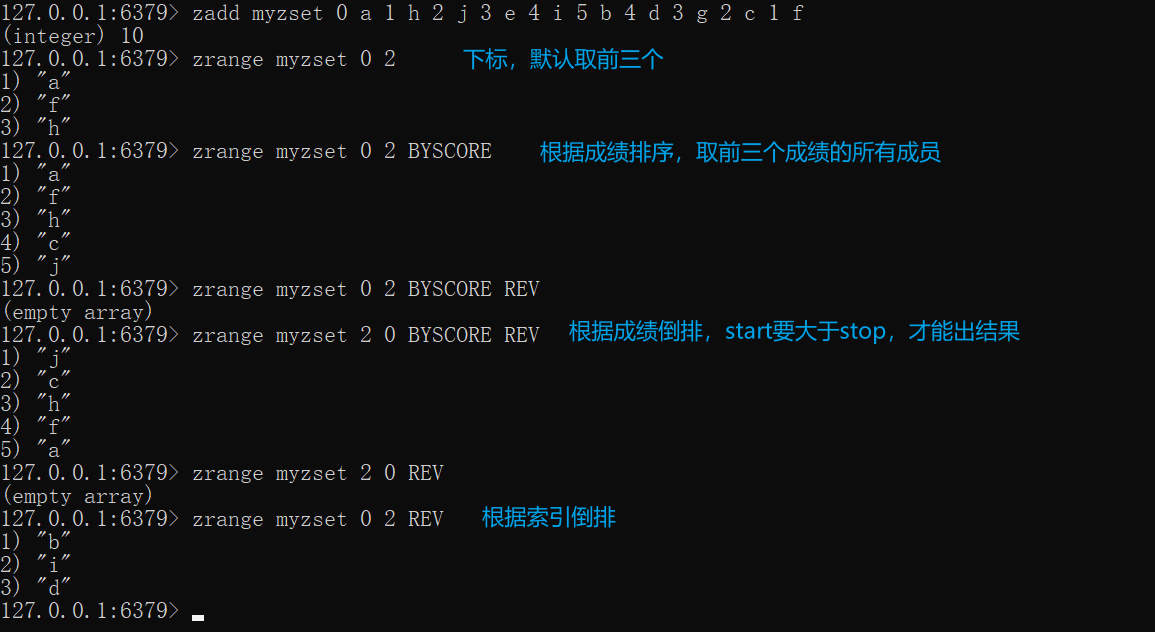 127.0.0.1:6379> zadd myzset 0 a 1 h 2 j 3 e 4 i 5 b 4 d 3 g 2 c 1 f
(integer) 10
127.0.0.1:6379> zrange myzset 0 2 下标，默认取前三个
1) "a"
2) "f"
3) "h"
127.0.0.1:6379> zrange myzset 0 2 BYSCORE 根据成绩排序，取前三个成绩的所有成员
1) "a"
2) "f"
3) "h"
4) "c"
5) "j"
127.0.0.1:6379> zrange myzset 0 2 BYSCORE REV
(empty array)
127.0.0.1:6379> zrange myzset 2 0 BYSCORE REV 根据成绩倒排，start要大于stop，才能出结果
1) "j"
2) "c"
3) "h"
4) "f"
5) "a"
127.0.0.1:6379> zrange myzset 2 0 REV
(empty array)
127.0.0.1:6379> zrange myzset 0 2 REV 根据索引倒排
1) "b"
2) "i"
3) "d"
127.0.0.1:6379>